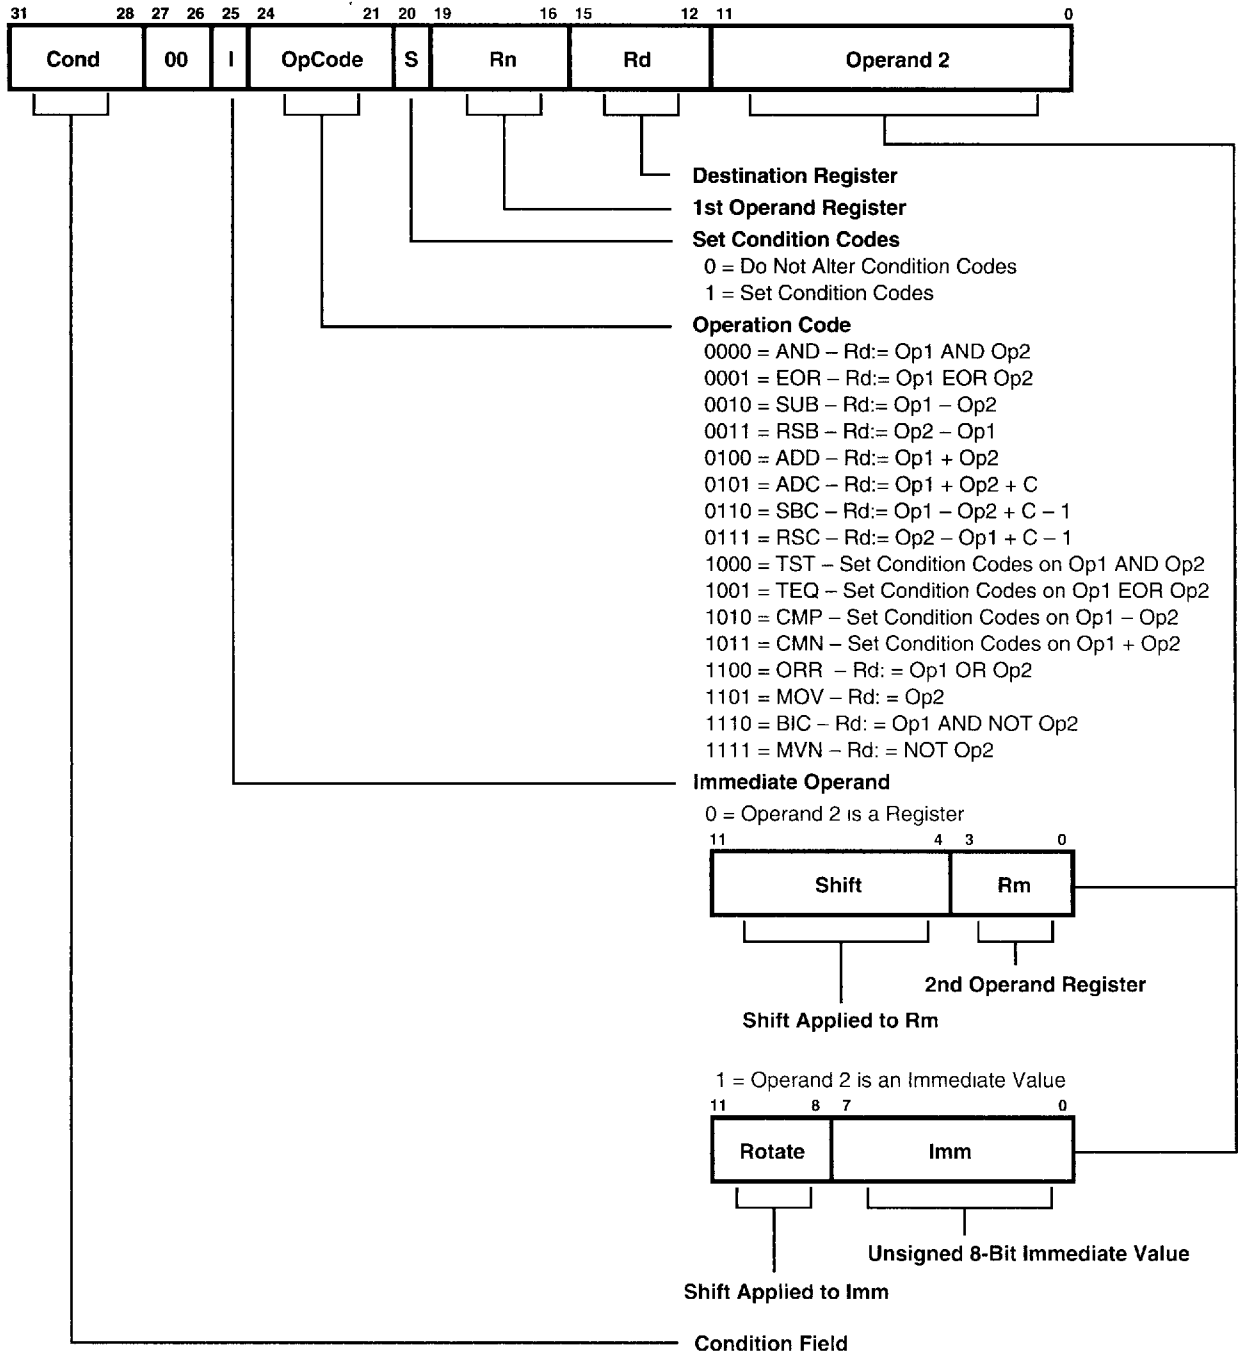 31 28 27 26 25 24 21 20 19 16 15 12 11 0
Cond 00 I OpCode S Rn Rd Operand 2
Destination Register
1st Operand Register
Set Condition Codes
0 = Do Not Alter Condition Codes
1 = Set Condition Codes
Operation Code
0000 = AND – Rd:= Op1 AND Op2
0001 = EOR – Rd:= Op1 EOR Op2
0010 = SUB – Rd:= Op1 – Op2
0011 = RSB – Rd:= Op2 – Op1
0100 = ADD – Rd:= Op1 + Op2
0101 = ADC – Rd:= Op1 + Op2 + C
0110 = SBC – Rd:= Op1 – Op2 + C – 1
0111 = RSC – Rd:= Op2 – Op1 + C – 1
1000 = TST – Set Condition Codes on Op1 AND Op2
1001 = TEQ – Set Condition Codes on Op1 EOR Op2
1010 = CMP – Set Condition Codes on Op1 – Op2
1011 = CMN – Set Condition Codes on Op1 + Op2
1100 = ORR – Rd: = Op1 OR Op2
1101 = MOV – Rd: = Op2
1110 = BIC – Rd: = Op1 AND NOT Op2
1111 = MVN – Rd: = NOT Op2
Immediate Operand
0 = Operand 2 is a Register
11 4 3 0
Shift Rm
2nd Operand Register
Shift Applied to Rm
1 = Operand 2 is an Immediate Value
11 8 7 0
Rotate Imm
Unsigned 8-Bit Immediate Value
Shift Applied to Imm
Condition Field